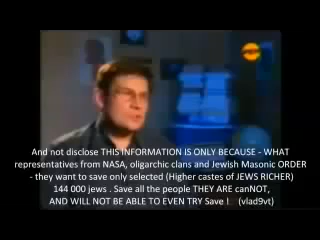 And not disclose THIS INFORMATION IS ONLY BECAUSE - WHAT
representatives from NASA, oligarchic clans and Jewish Masonic ORDER
- they want to save only selected (Higher castes of JEWS RICHER)
144 000 jews . Save all the people THEY ARE canNOT,
AND WILL NOT BE ABLE TO EVEN TRY Save ! (vlad9vt)